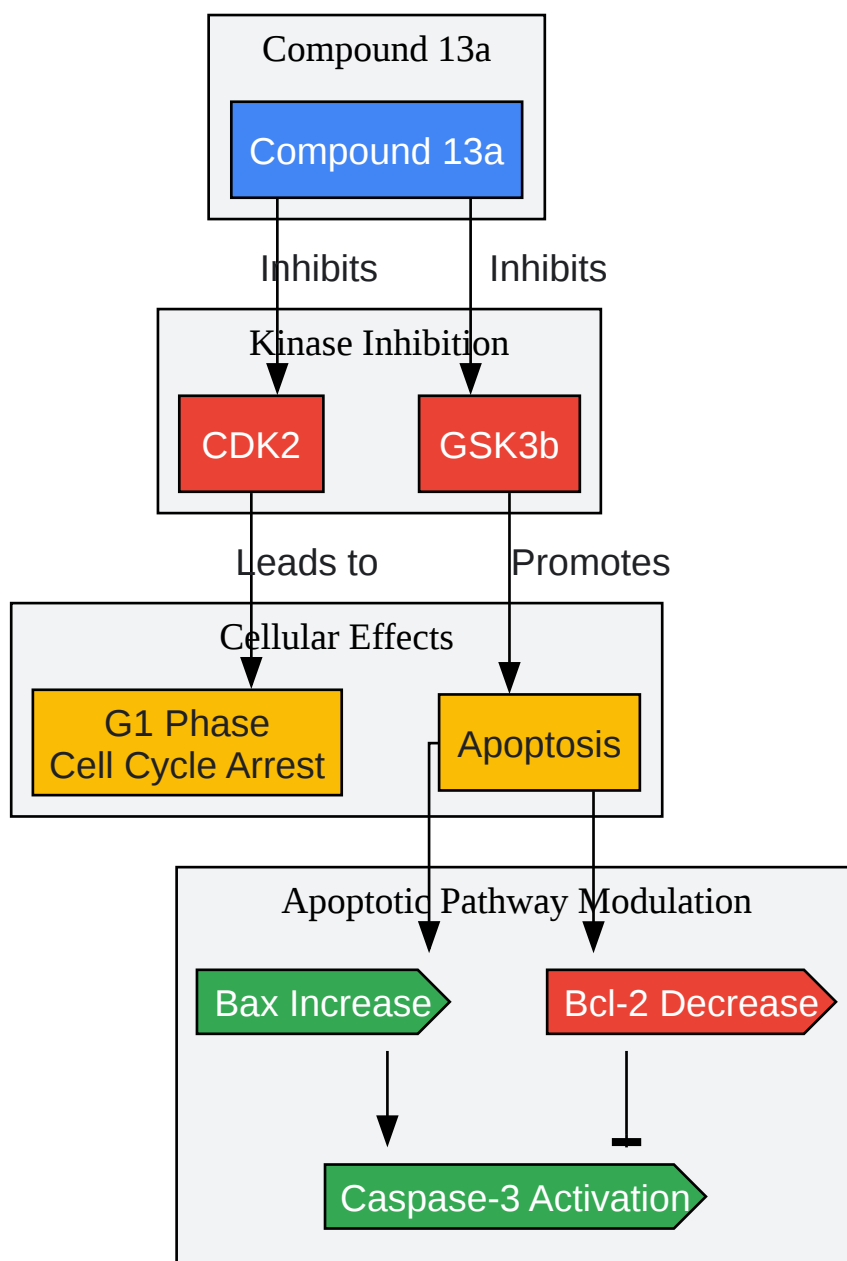 Compound 13a
Compound 13a
Inhibits
Inhibits
Kinase Inhibition
CDK2
GSK3b
Leads to
Promotes
Cellular Effects
G1 Phase
Cell Cycle Arrest
Apoptosis
Apoptotic Pathway Modulation
Bax Increase
Bcl-2 Decrease
Caspase-3 Activation